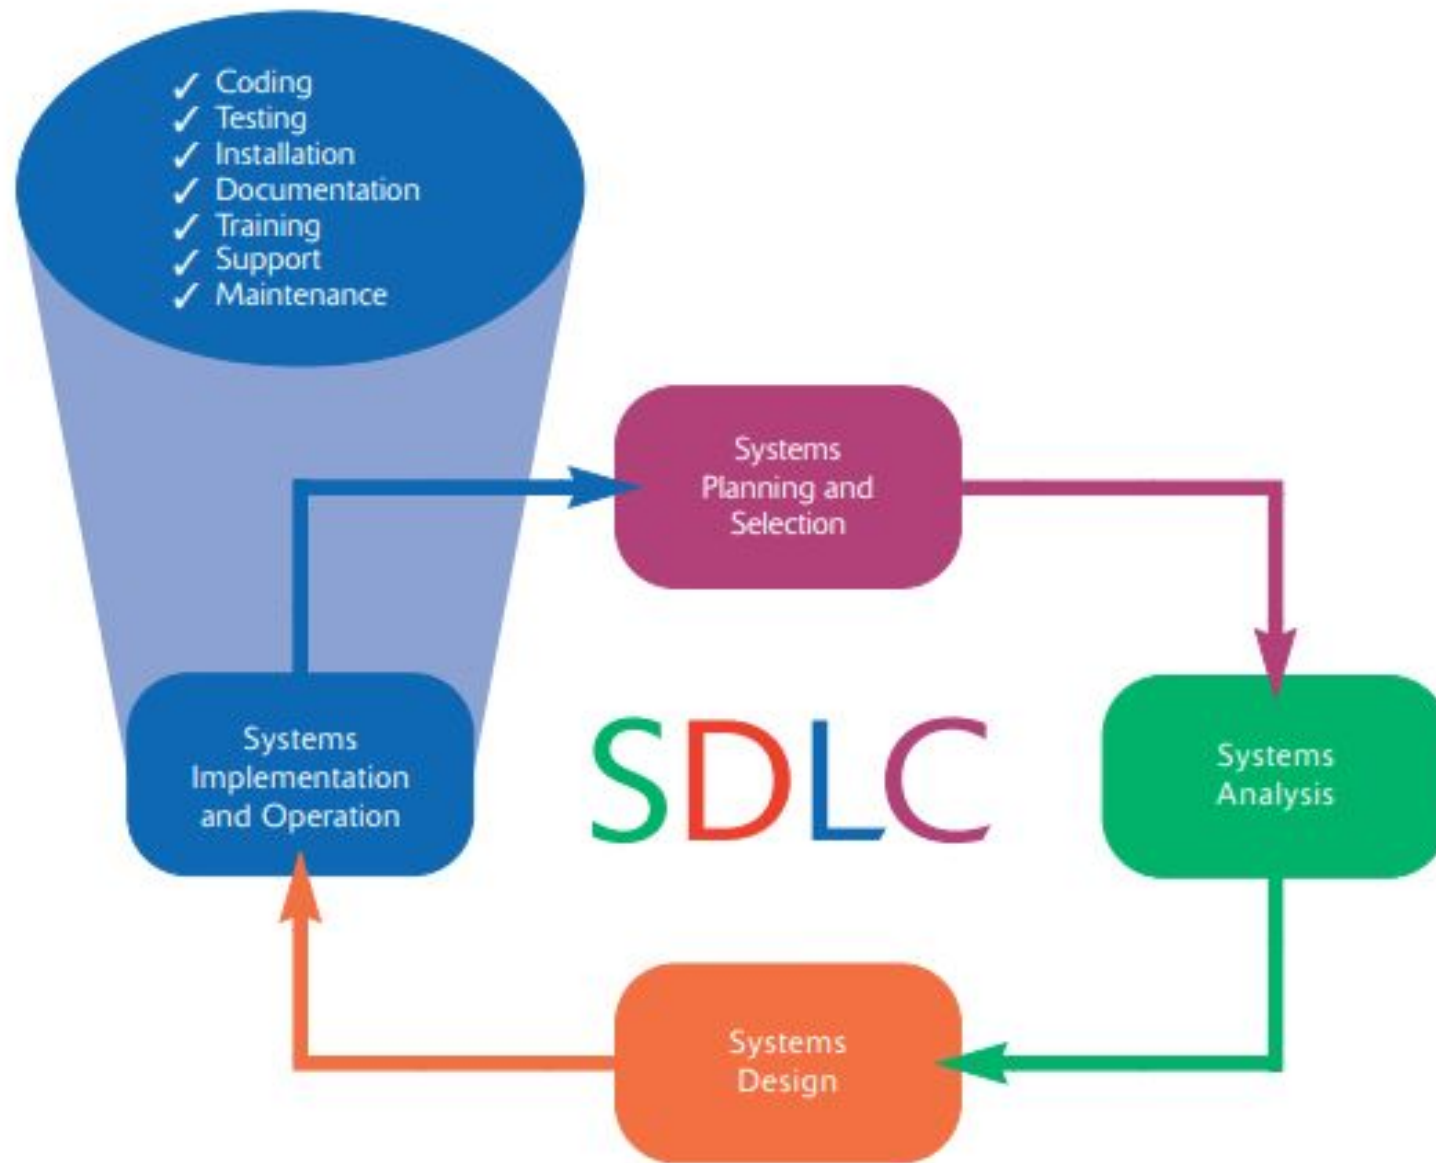 ✓ Coding
✓ Testing
✓ Installation
✓ Documentation
✓ Training
✓ Support
✓ Maintenance
Systems
Planning and
Selection
Systems
Implementation
and Operation
SDLC
Systems
Analysis
Systems
Design